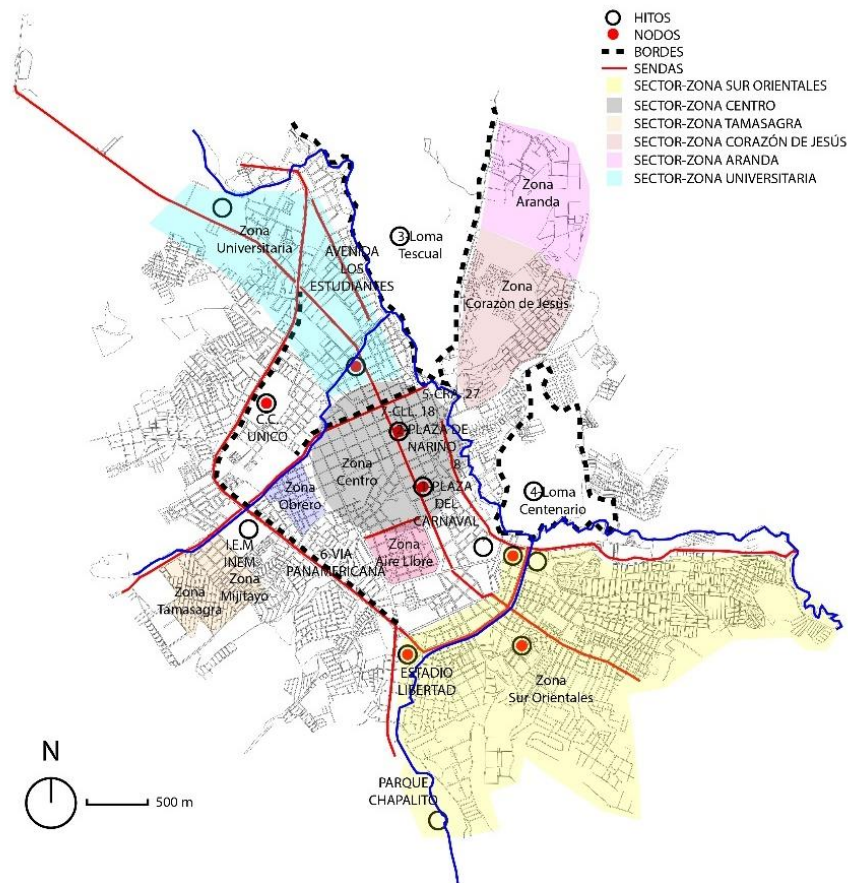 HITOS
NODOS
BORDES
SENDAS
SECTOR-ZONA SUR ORIENTALES
SECTOR-ZONA CENTRO
SECTOR-ZONA TAMASAGRA
SECTOR-ZONA CORAZÓN DE JESÚS
SECTOR-ZONA ARANDA
SECTOR-ZONA UNIVERSITARIA
Zona
Aranda
Zona
Universitaria
3-Loma
Tescual
AVENIDA
LOS
ESTUDIANTES
Zona
Corazòn de Jesús
5-CRA. 27
7-CLL. 18
C.C.
UNICO
PLAZA DE
NARIÑO
Zona
Centro
8
1-PLAZA
DEL
CARNAVAL
4-Loma
Centenario
Zona
Obrero
I.E.M
INEM
6-VIA
PANAMERICANA
Zona
Aire Libre
Zona
Mijitayo
Zona
Tamasagra
ESTADIO
LIBERTAD
Zona
Sur Orientales
N
500 m
PARQUE
CHAPALITO